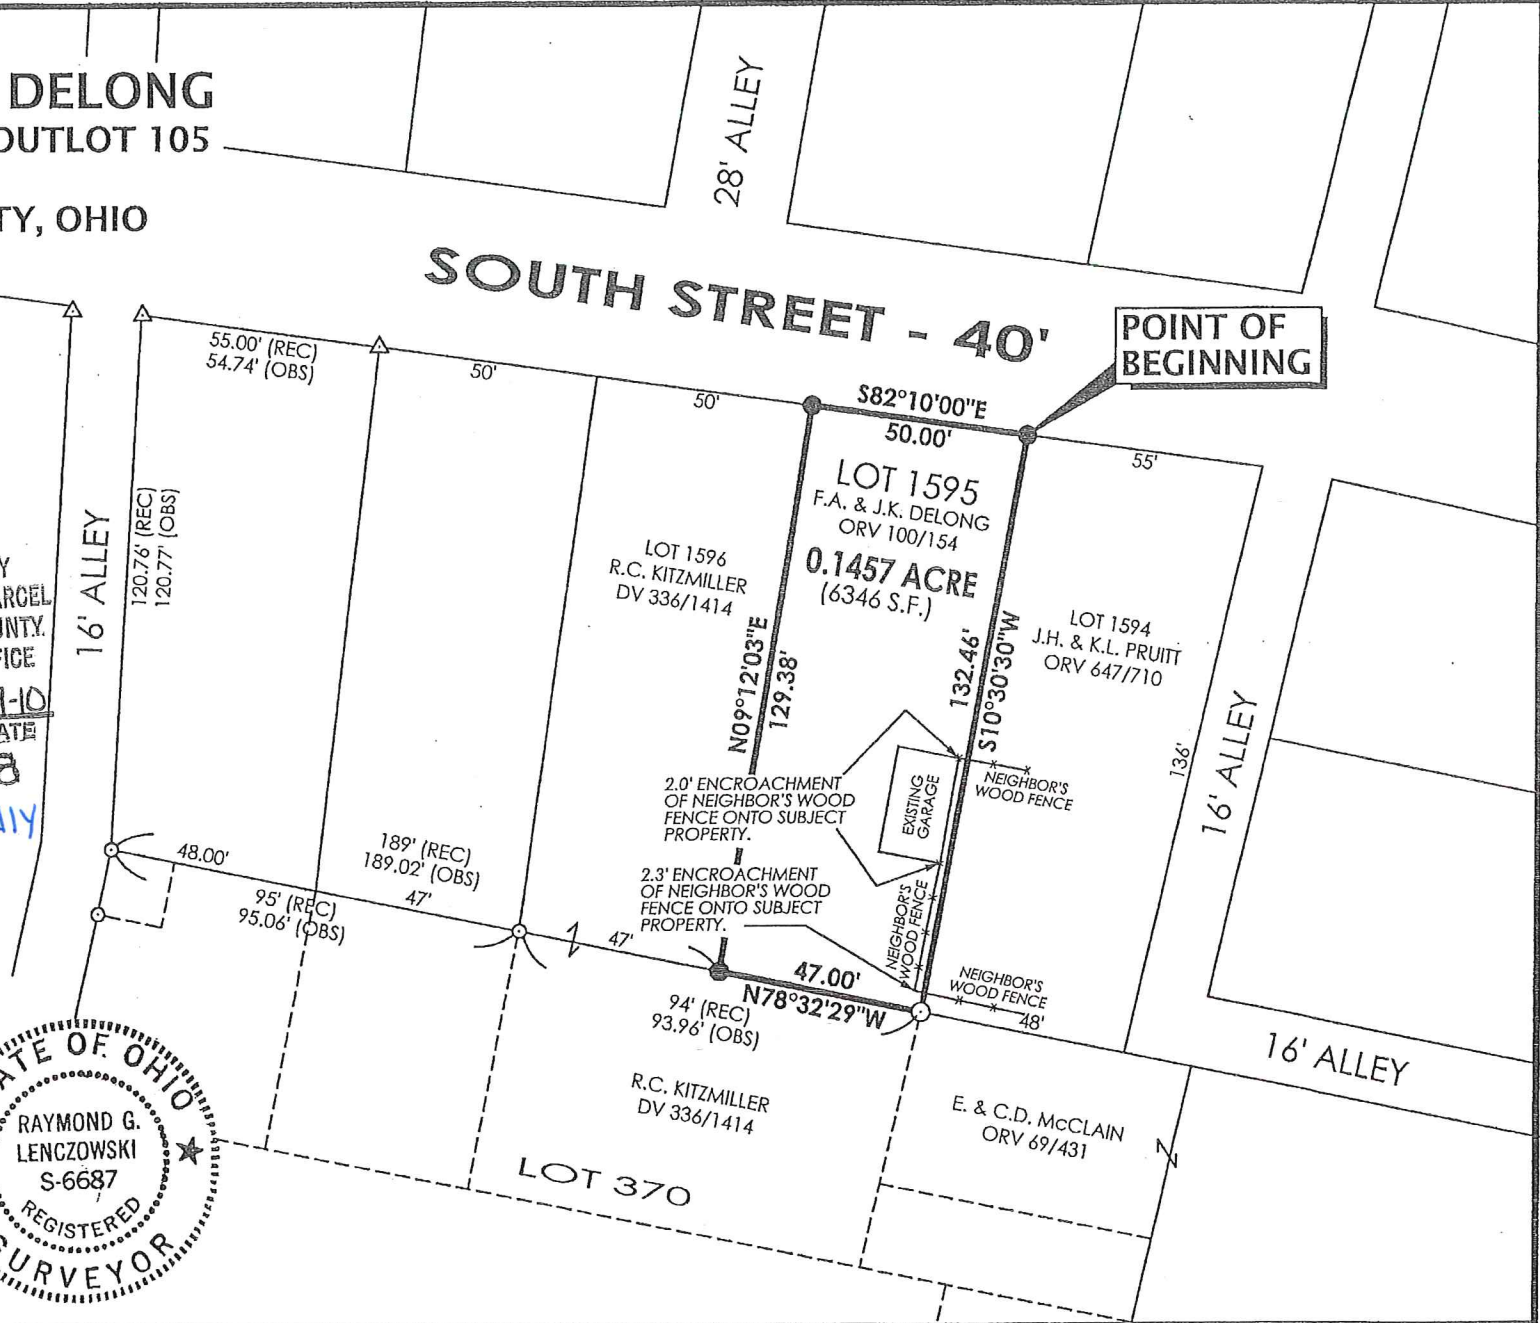 DELONG
OUTLOT 105
TY, OHIO
28' ALLEY
SOUTH STREET - 40'
POINT OF
BEGINNING
55.00' (REC)
54.74' (OBS)
50'
50'
S82°10'00"E
50.00'
55'
LOT 1595
F.A. & J.K. DELONG
ORV 100/154
0.1457 ACRE
(6346 S.F.)
16' ALLEY
120.76' (REC)
120.77' (OBS)
LOT 1596
R.C. KITZMILLER
DV 336/1414
N09°12'03"E
129.38'
132.46'
S10°30'30"W
LOT 1594
J.H. & K.L. PRUITT
ORV 647/710
136'
16' ALLEY
Y
ARCEL
UNTY.
FICE
1-10
ATE
2.0' ENCROACHMENT
OF NEIGHBOR'S WOOD
FENCE ONTO SUBJECT
PROPERTY.
EXISTING
GARAGE
NEIGHBOR'S
WOOD FENCE
2.3' ENCROACHMENT
OF NEIGHBOR'S WOOD
FENCE ONTO SUBJECT
PROPERTY.
NEIGHBOR'S
WOOD FENCE
48.00'
189' (REC)
189.02' (OBS)
95' (REC)
95.06' (OBS)
47'
47'
47.00'
N78°32'29"W
94' (REC)
93.96' (OBS)
NEIGHBOR'S
WOOD FENCE
48'
16' ALLEY
R.C. KITZMILLER
DV 336/1414
E. & C.D. McCLAIN
ORV 69/431
LOT 370
ATE OF OHIO
RAYMOND G.
LENCZOWSKI
S-6687
REGISTERED
SURVEYOR